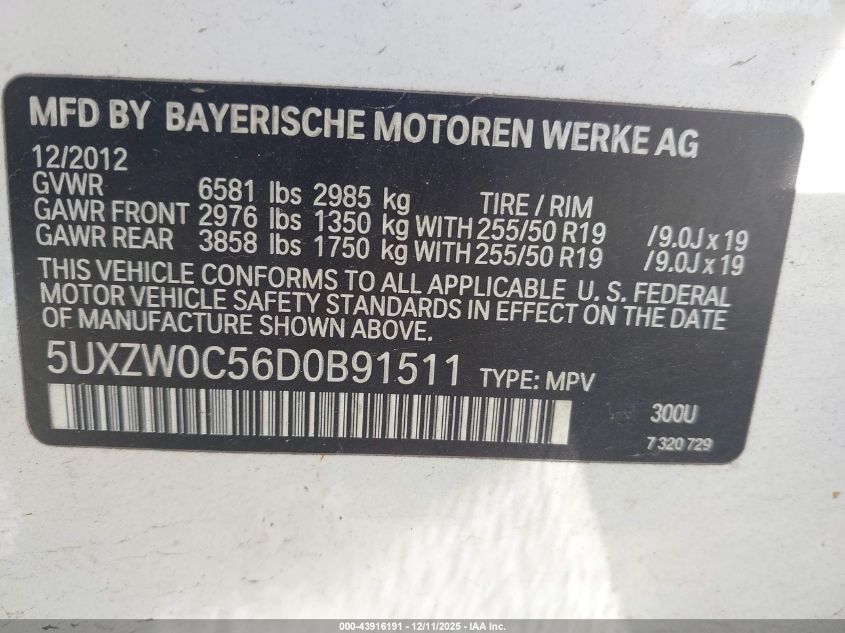 MFD BY BAYERISCHE MOTOREN WERKE AG
12/2012
GVWR 6581 lbs 2985 kg TIRE / RIM
GAWR FRONT 2976 lbs 1350 kg WITH 255/50 R19 /9.0J x 19
GAWR REAR 3858 lbs 1750 kg WITH 255/50 R19 /9.0J x 19
THIS VEHICLE CONFORMS TO ALL APPLICABLE U. S. FEDERAL
MOTOR VEHICLE SAFETY STANDARDS IN EFFECT ON THE DATE
OF MANUFACTURE SHOWN ABOVE.
5UXZW0C56D0B91511 TYPE: MPV
300U
7 320 729
000-43916191 - 12/11/2025 - IAA Inc.